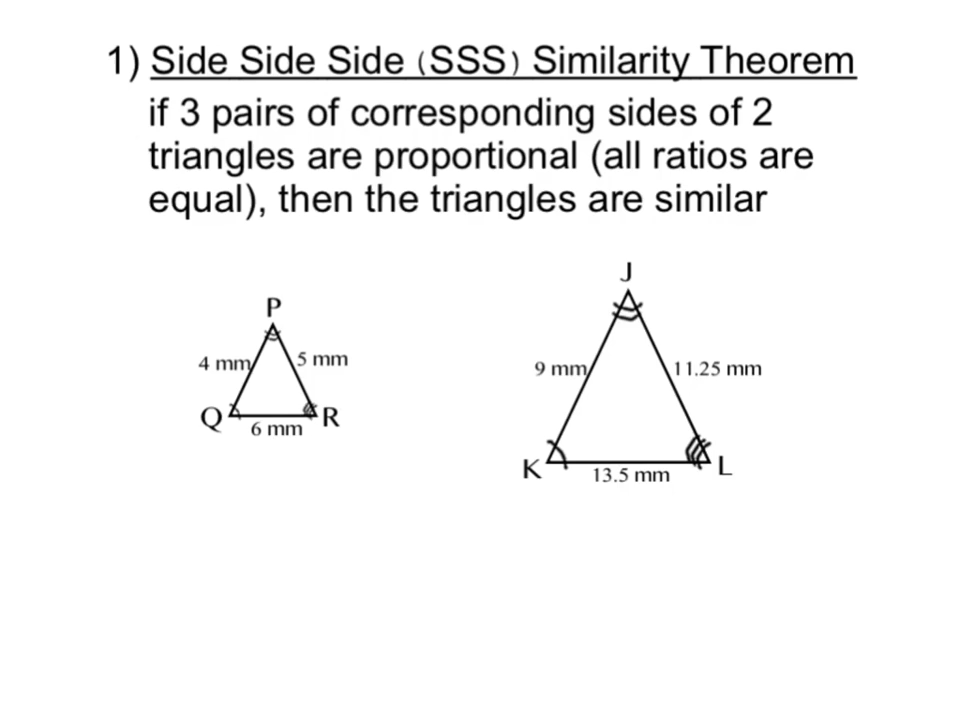 1) Side Side Side (SSS) Similarity Theorem
if 3 pairs of corresponding sides of 2
triangles are proportional (all ratios are
equal), then the triangles are similar
P
4 mm
5 mm
Q
R
6 mm
J
9 mm
11.25 mm
K
L
13.5 mm